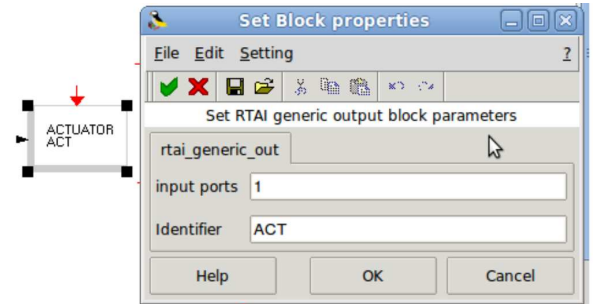 Set Block properties
File Edit Setting ?
Set RTAI generic output block parameters
ACTUATOR
ACT
rtai_generic_out
input ports 1
Identifier ACT
Help OK Cancel